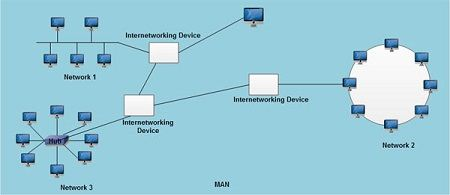 Internetworking Device
Network 1
Internetworking Device
Internetworking
Device
Network 2
Hub
Network 3
MAN